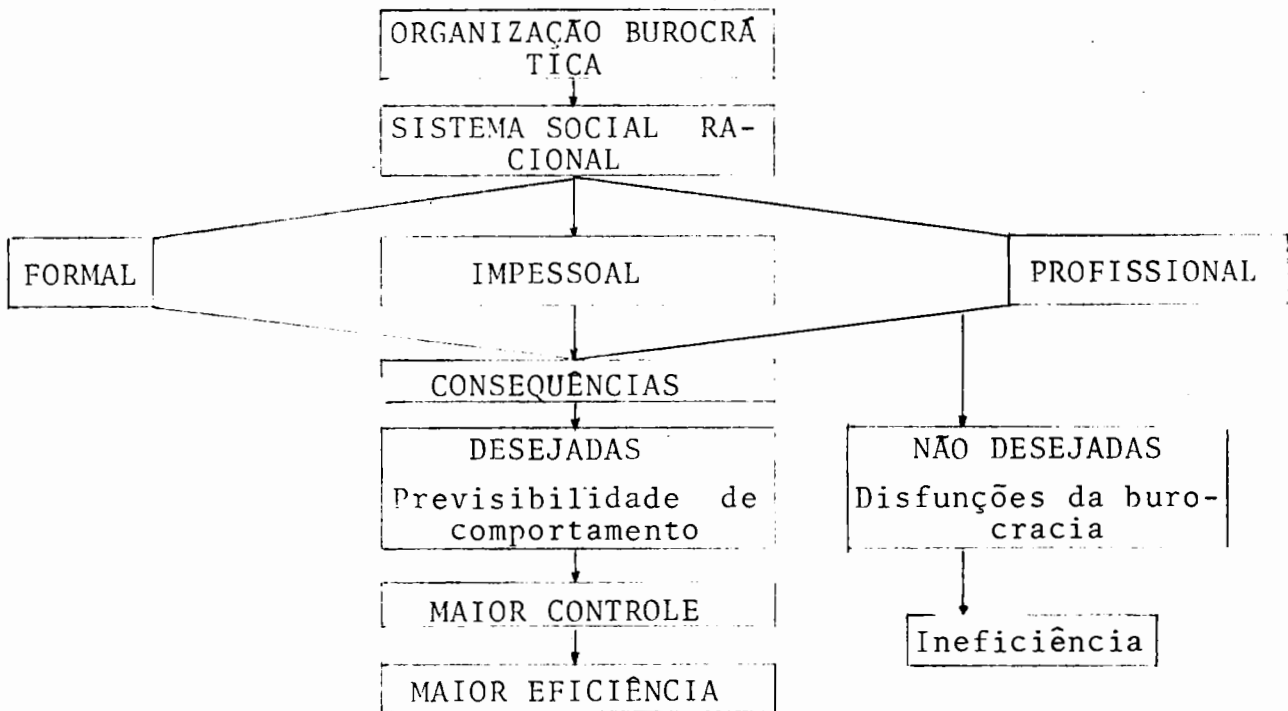 ORGANIZAÇÃO BUROCRÁ
TICA
SISTEMA SOCIAL RA-
CIONAL
FORMAL
IMPESSOAL
PROFISSIONAL
CONSEQUÊNCIAS
DESEJADAS
Previsibilidade de
comportamento
NÃO DESEJADAS
Disfunções da buro-
cracia
MAIOR CONTROLE
Ineficiência
MAIOR EFICIÊNCIA